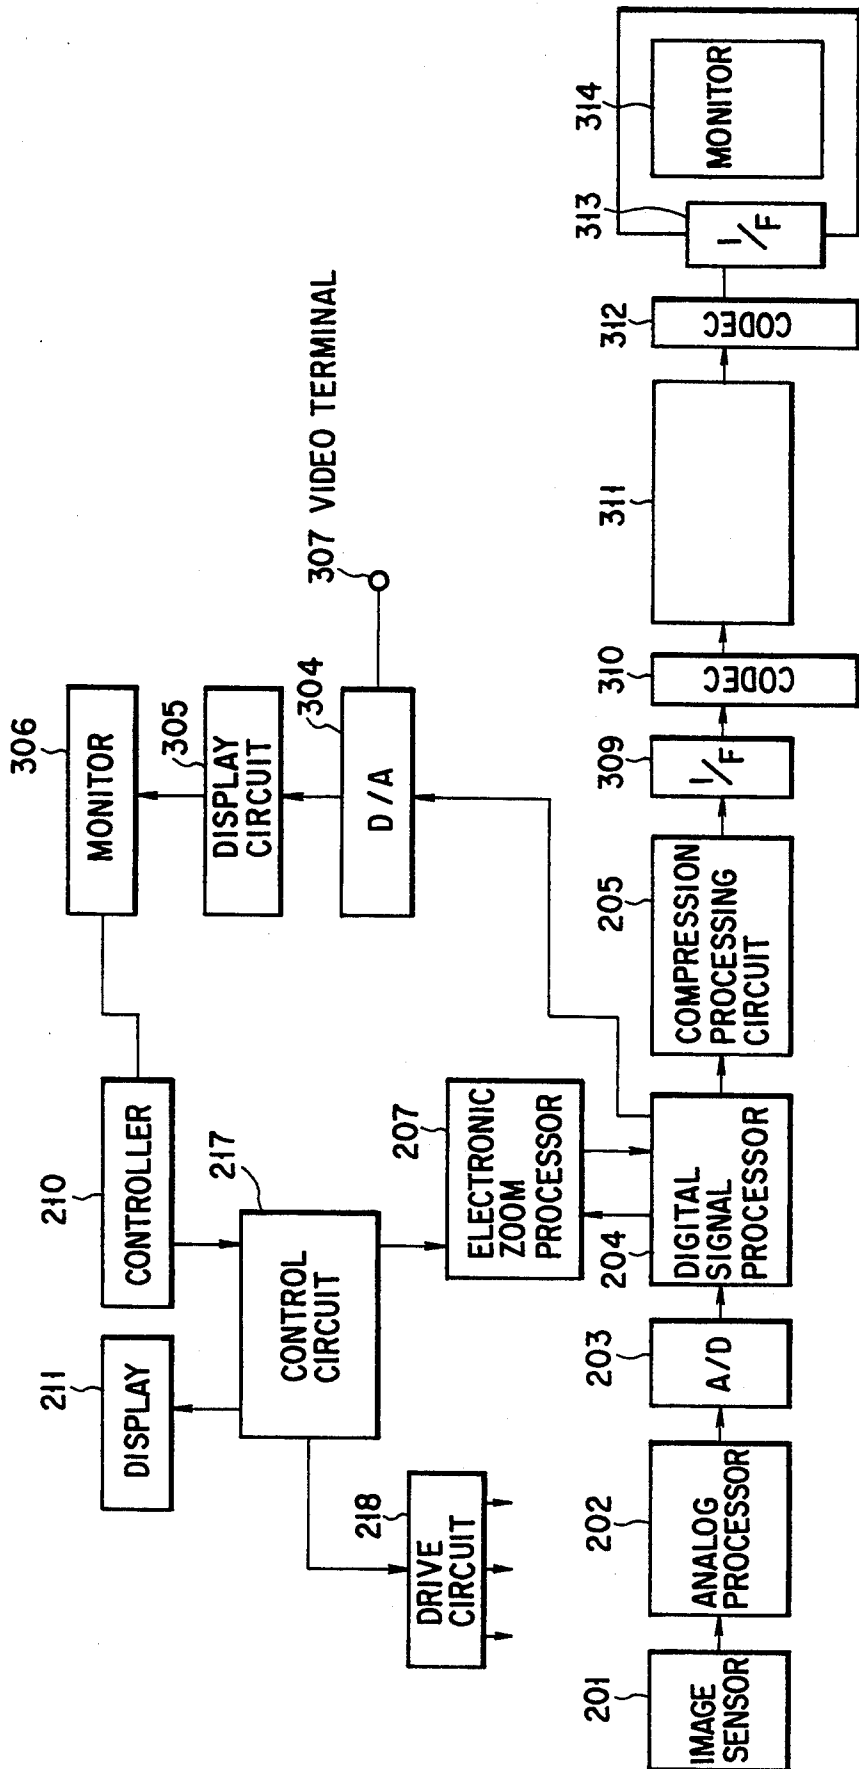 306
MONITOR
305
DISPLAY
CIRCUIT
304
D/A
307 VIDEO TERMINAL
210
CONTROLLER
211
DISPLAY
217
CONTROL
CIRCUIT
218
DRIVE
CIRCUIT
207
ELECTRONIC
ZOOM
PROCESSOR
201
IMAGE
SENSOR
202
ANALOG
PROCESSOR
203
A/D
204
DIGITAL
SIGNAL
PROCESSOR
205
COMPRESSION
PROCESSING
CIRCUIT
309
I/F
310
CODEC
311
312
CODEC
313
I/F
314
MONITOR